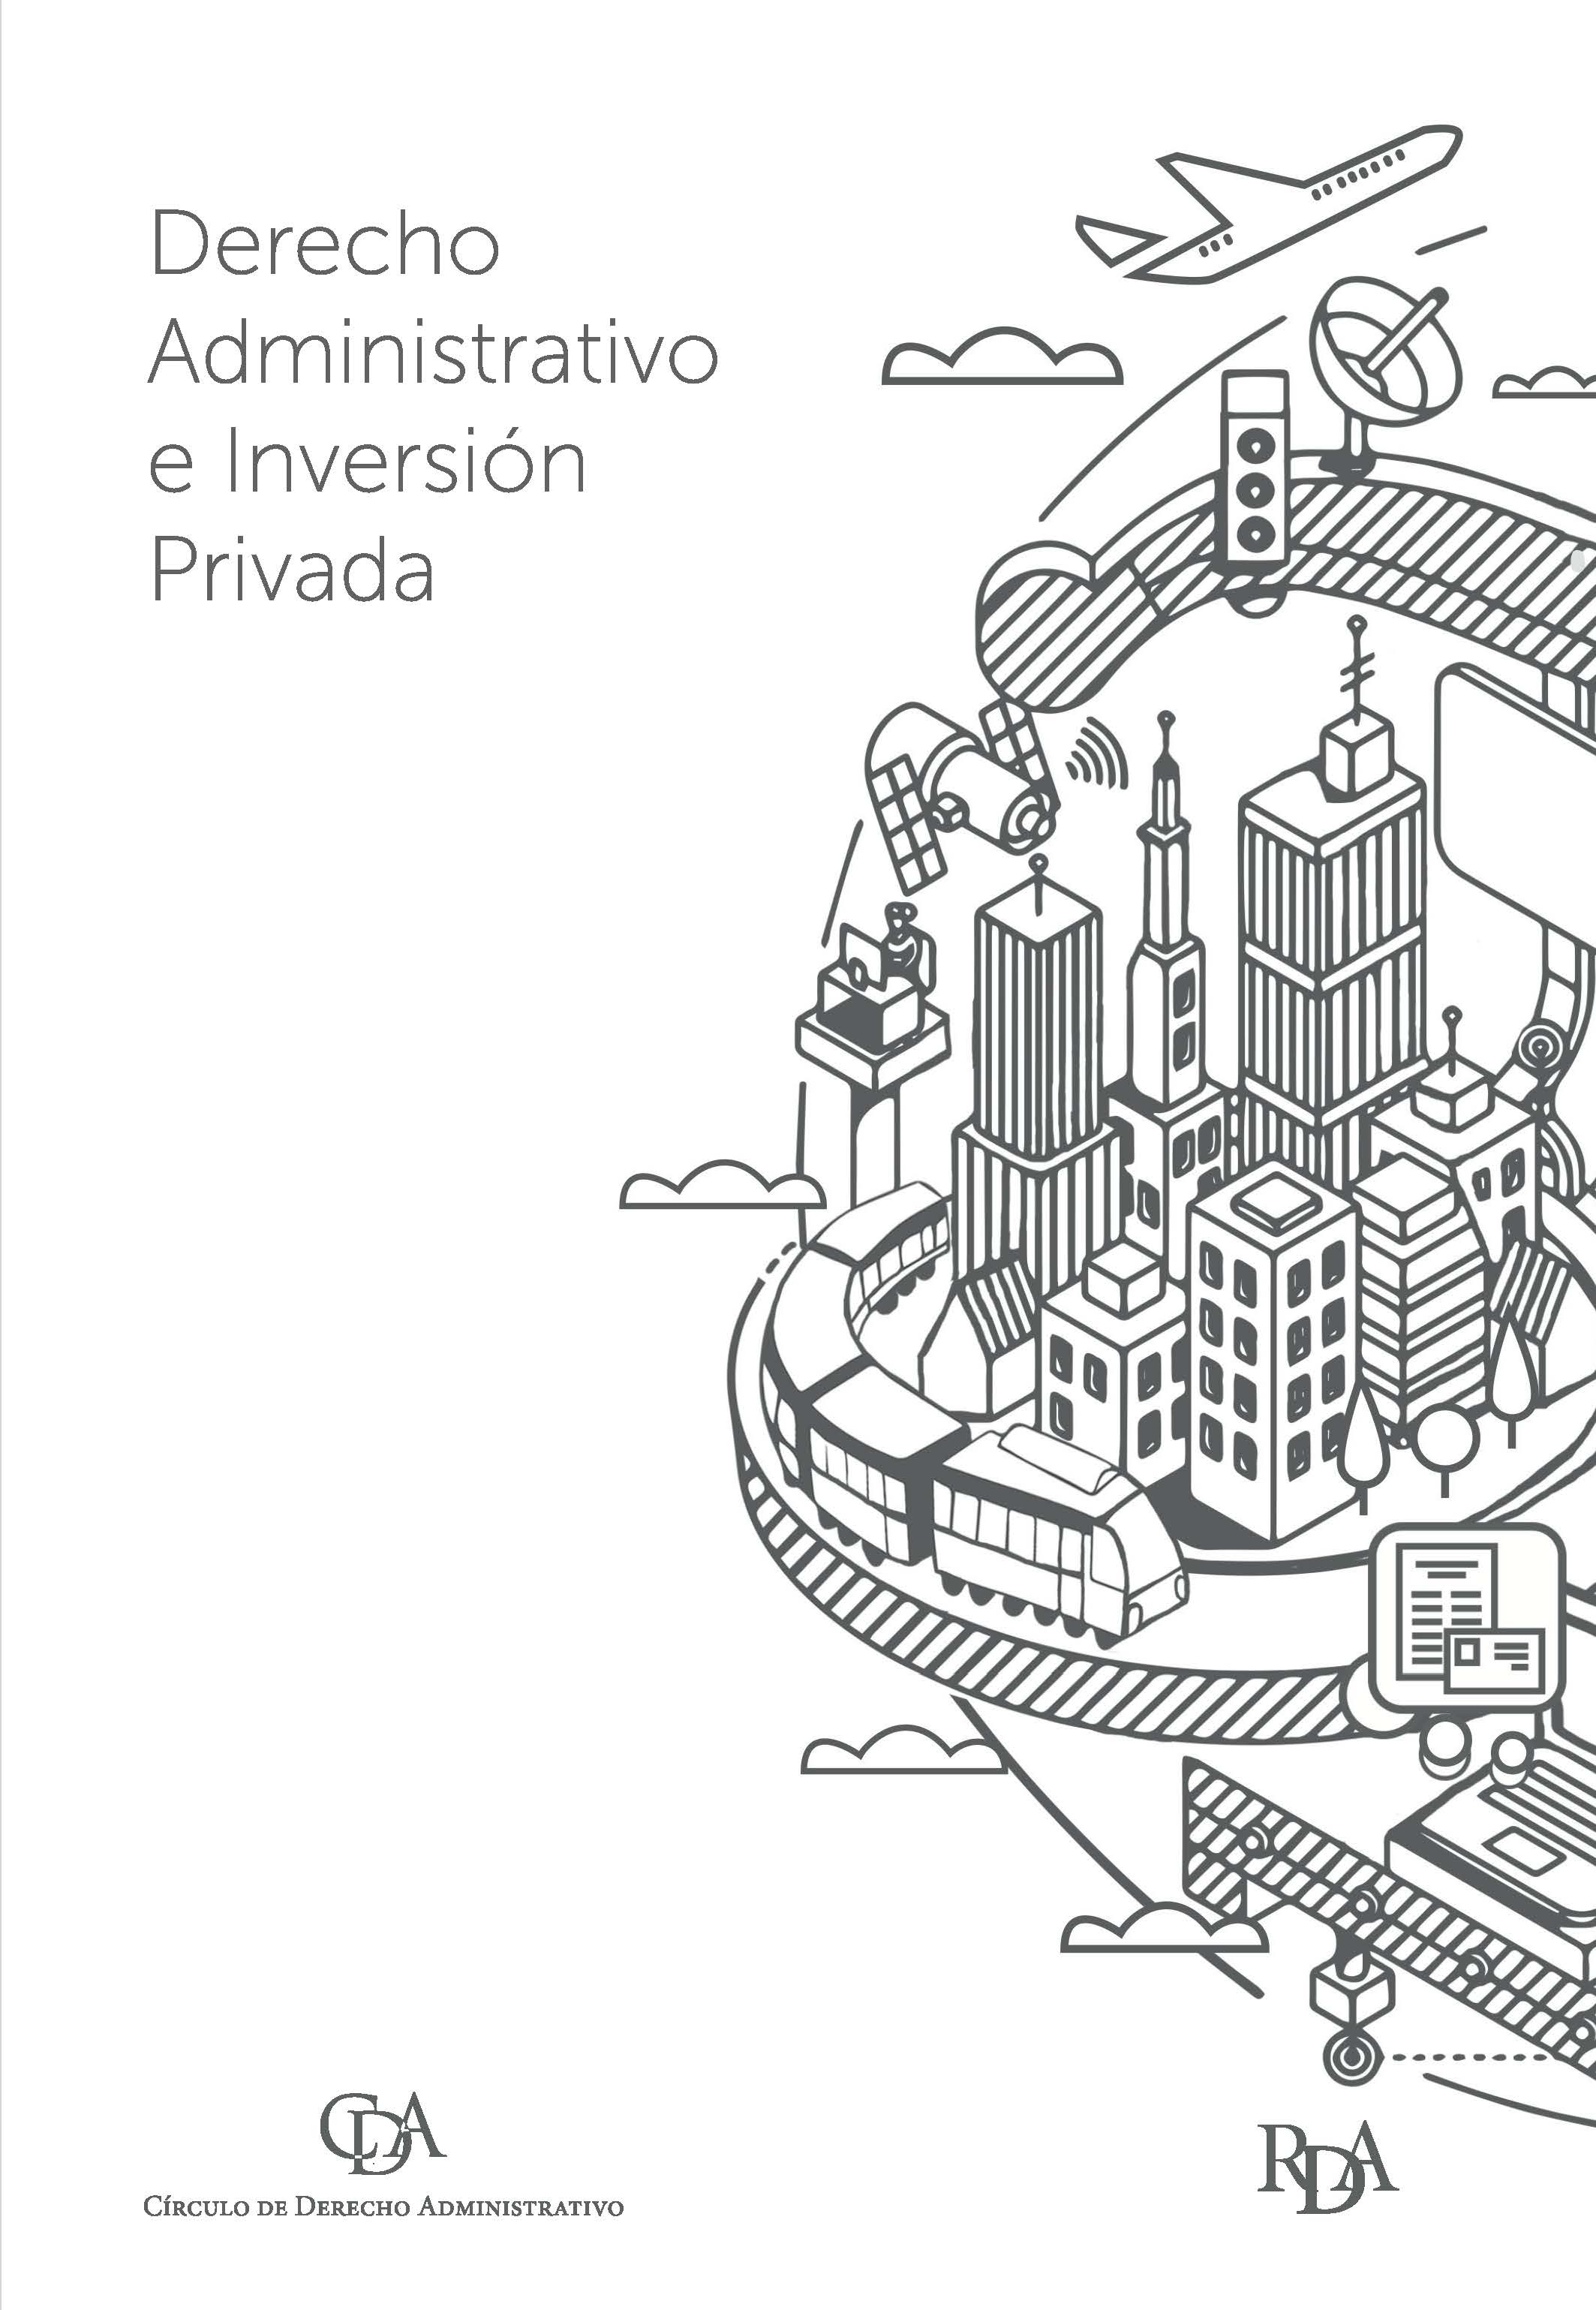 Derecho
Administrativo
e Inversión
Privada
CDA
Círculo de Derecho Administrativo
RDA